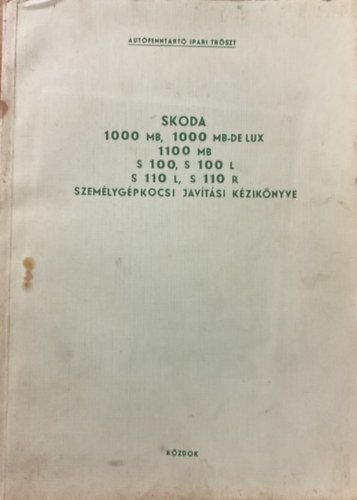 AUTÓFENNTARTÓ IPARI TRÖSZT
SKODA
1000 MB, 1000 MB-DE LUX
1100 MB
S 100, S 100 L
S 110 L, S 110 R
SZEMÉLYGÉPKOCSI JAVÍTÁSI KÉZIKÖNYVE
KÖZDOK